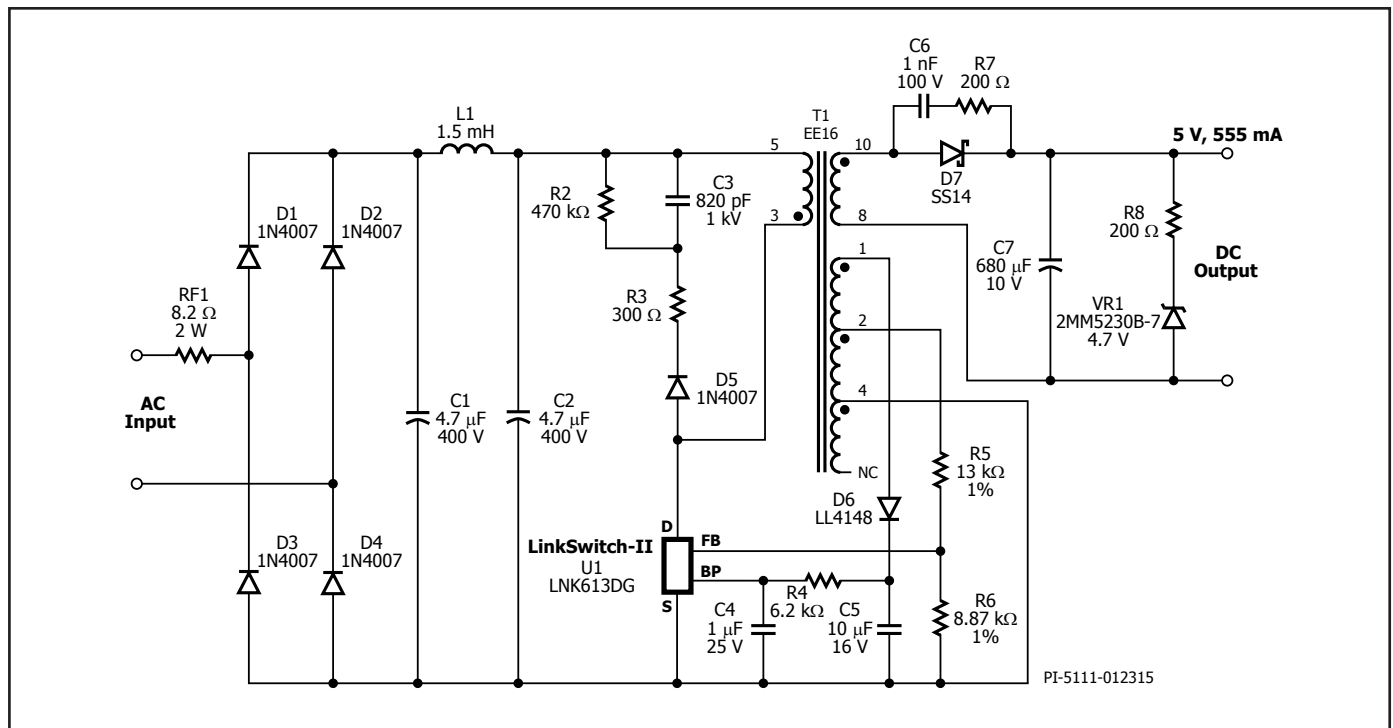 C6
1 nF
100 V
R7
200 Ω
L1
1.5 mH
T1
EE16
5 V, 555 mA
5
10
D7
SS14
R2
470 kΩ
C3
820 pF
1 kV
3
8
D1
1N4007
D2
1N4007
R8
200 Ω
DC
Output
C7
680 μF
10 V
1
RF1
8.2 Ω
2 W
R3
300 Ω
2
VR1
2MM5230B-7
4.7 V
AC
Input
C1
4.7 μF
400 V
C2
4.7 μF
400 V
D5
1N4007
4
R5
13 kΩ
1%
NC
D6
LL4148
D
LinkSwitch-II
U1
LNK613DG
FB
BP
S
D3
1N4007
D4
1N4007
R4
6.2 kΩ
C4
1 μF
25 V
C5
10 μF
16 V
R6
8.87 kΩ
1%
PI-5111-012315